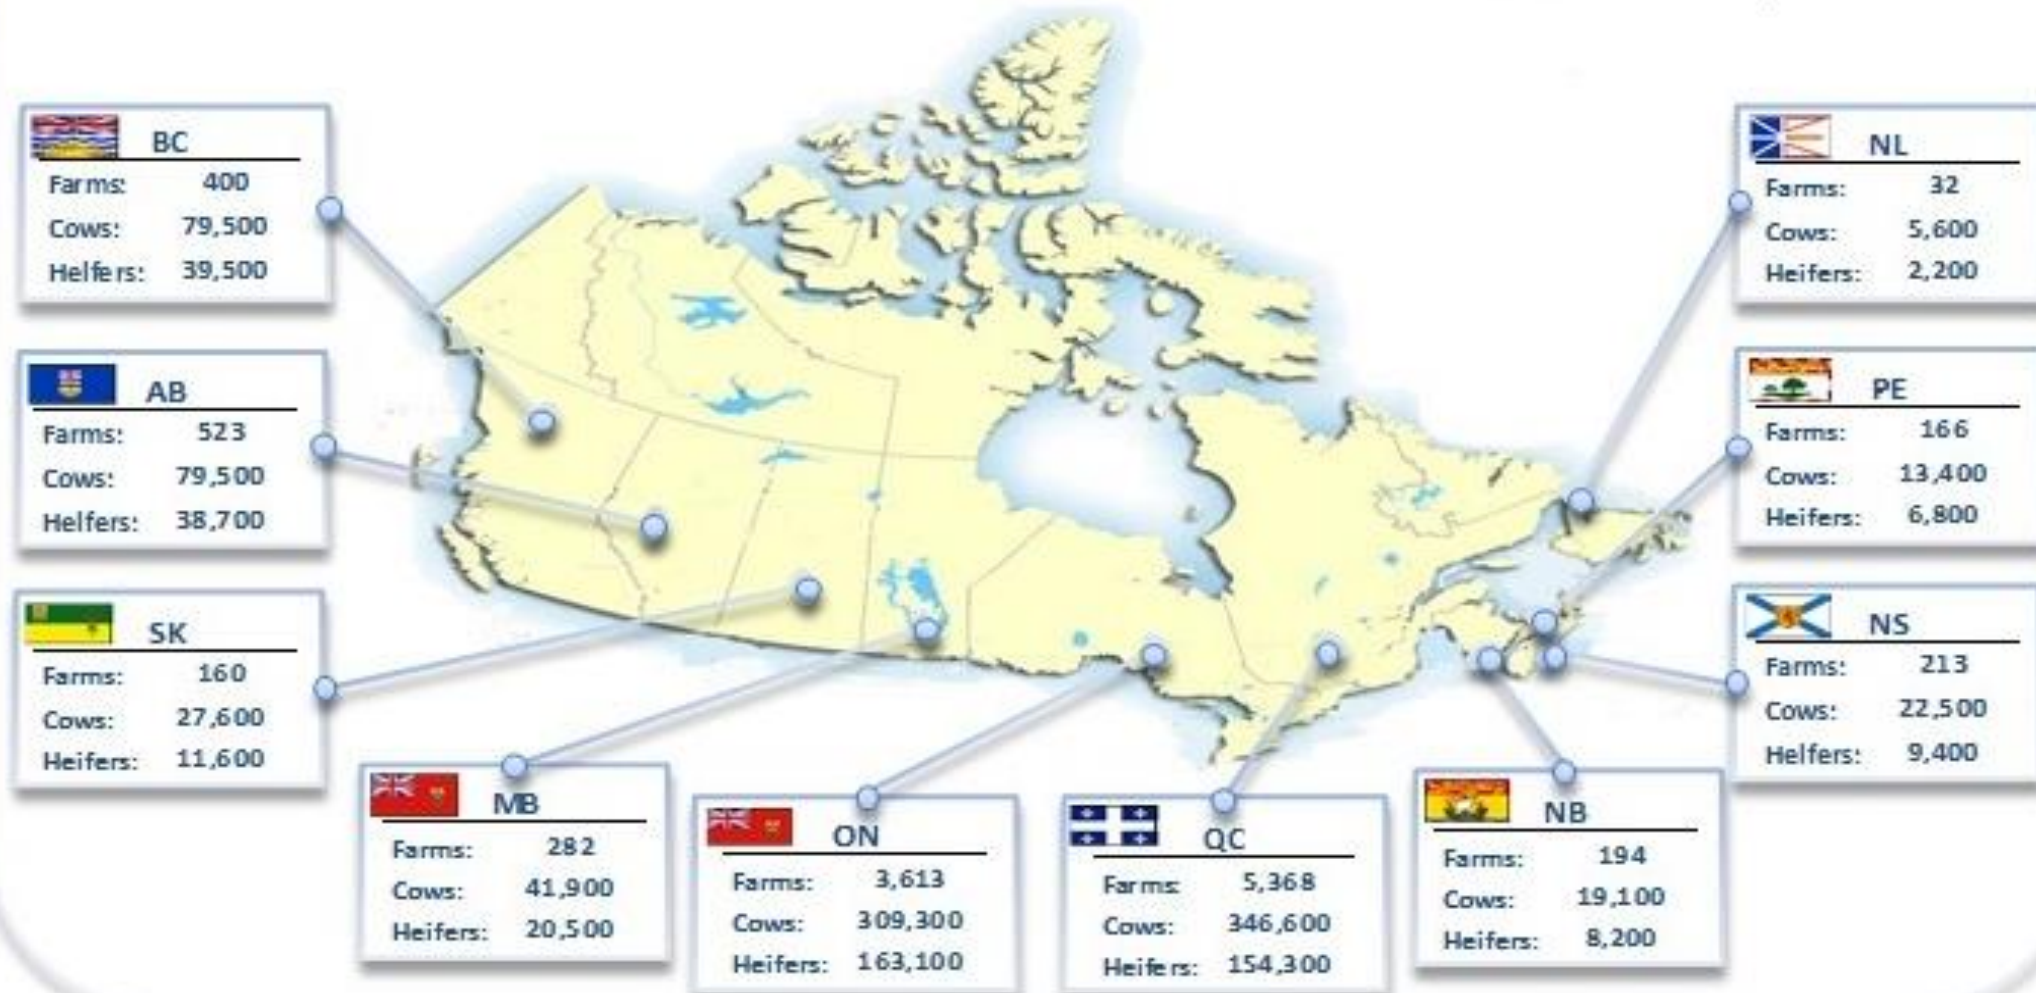 BC
Farms: 400
Cows: 79,500
Helfers: 39,500
AB
Farms: 523
Cows: 79,500
Helfers: 38,700
SK
Farms: 160
Cows: 27,600
Heifers: 11,600
MB
Farms: 282
Cows: 41,900
Heifers: 20,500
ON
Farms: 3,613
Cows: 309,300
Heifers: 163,100
QC
Farms: 5,368
Cows: 346,600
Heifers: 154,300
NB
Farms: 194
Cows: 19,100
Heifers: 8,200
NL
Farms: 32
Cows: 5,600
Heifers: 2,200
PE
Farms: 166
Cows: 13,400
Heifers: 6,800
NS
Farms: 213
Cows: 22,500
Helfers: 9,400